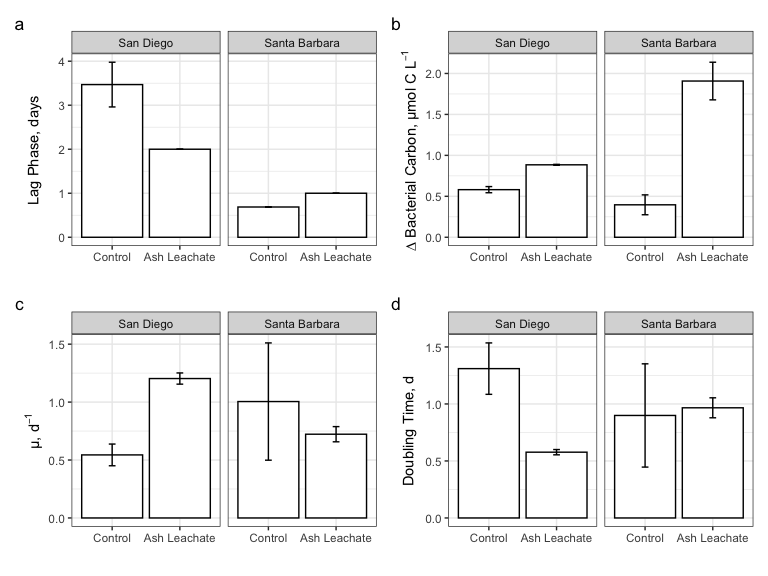 a
San Diego
Santa Barbara
Lag Phase, days
4
3
2
1
0
Control
Ash Leachate
Control
Ash Leachate
b
San Diego
Santa Barbara
Δ Bacterial Carbon, μmol C L⁻¹
2.0
1.5
1.0
0.5
0.0
Control
Ash Leachate
Control
Ash Leachate
c
San Diego
Santa Barbara
μ, d⁻¹
1.5
1.0
0.5
0.0
Control
Ash Leachate
Control
Ash Leachate
d
San Diego
Santa Barbara
Doubling Time, d
1.5
1.0
0.5
0.0
Control
Ash Leachate
Control
Ash Leachate